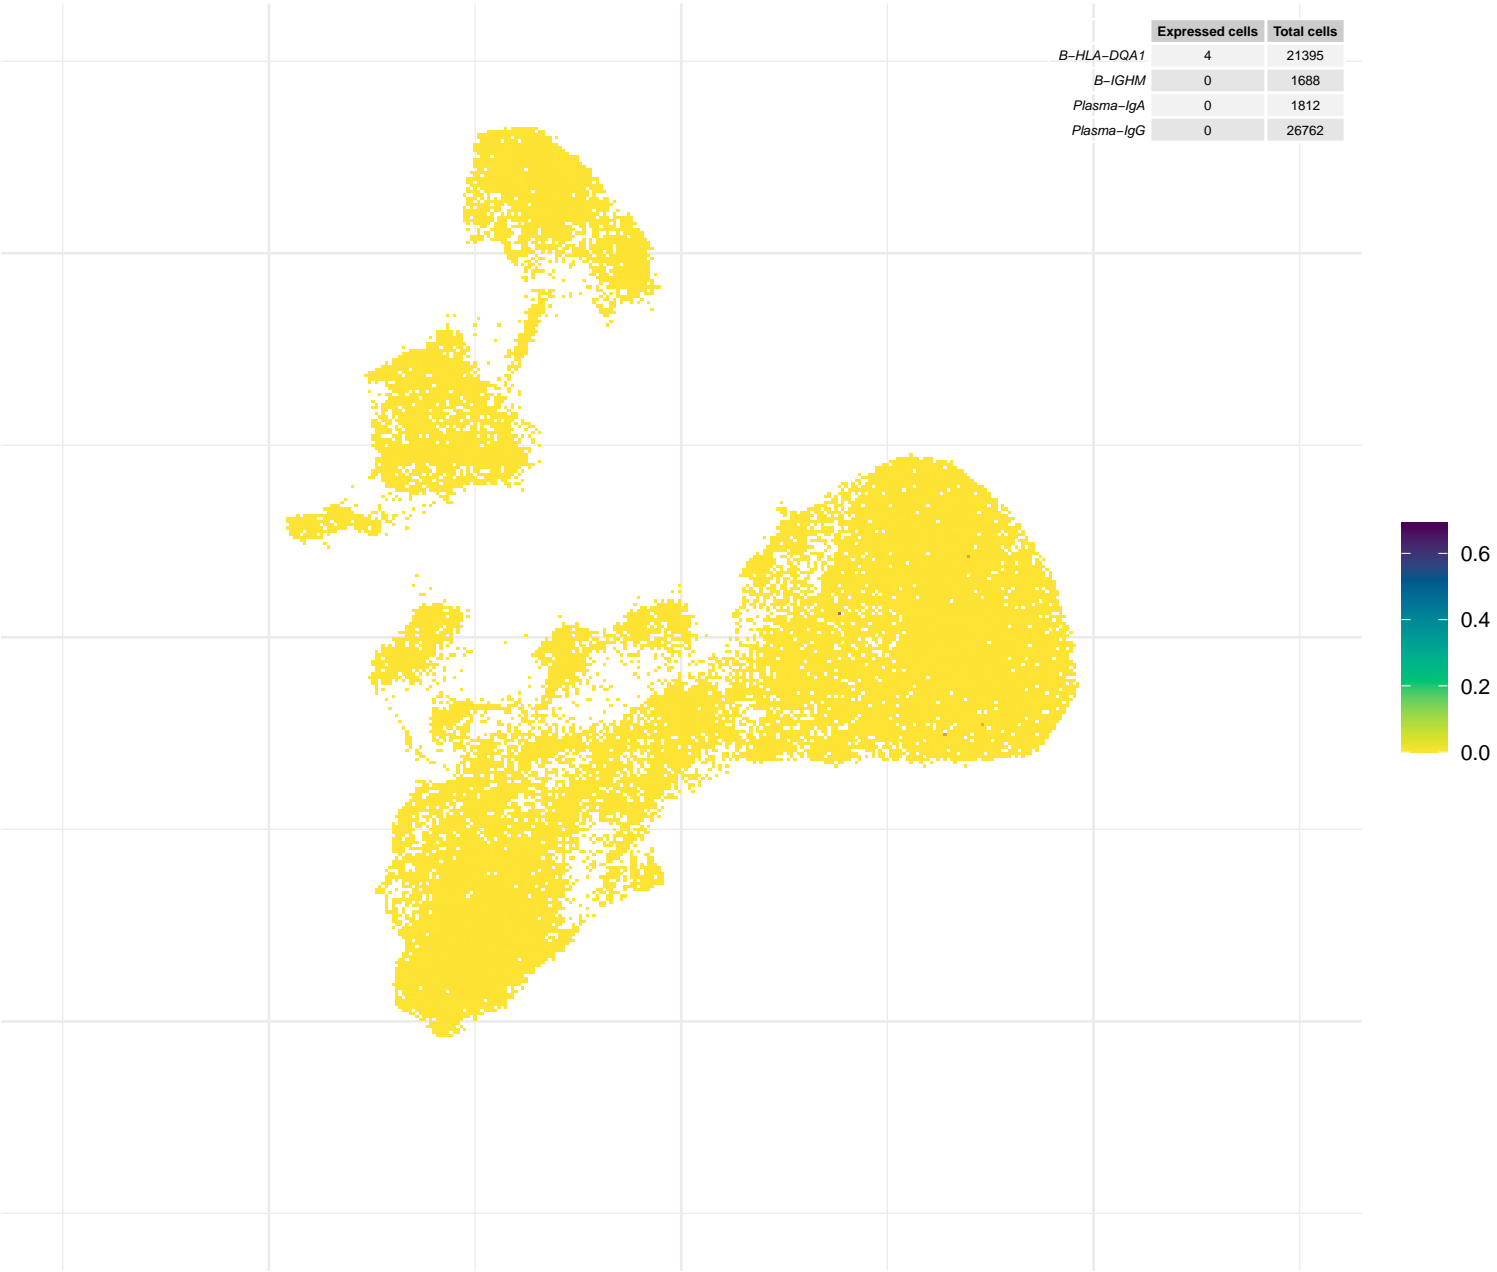 Expressed cells Total cells
B−HLA−DQA1 4 21395
B−IGHM 0 1688
Plasma−IgA 0 1812
Plasma−IgG 0 26762
0.6
0.4
0.2
0.0